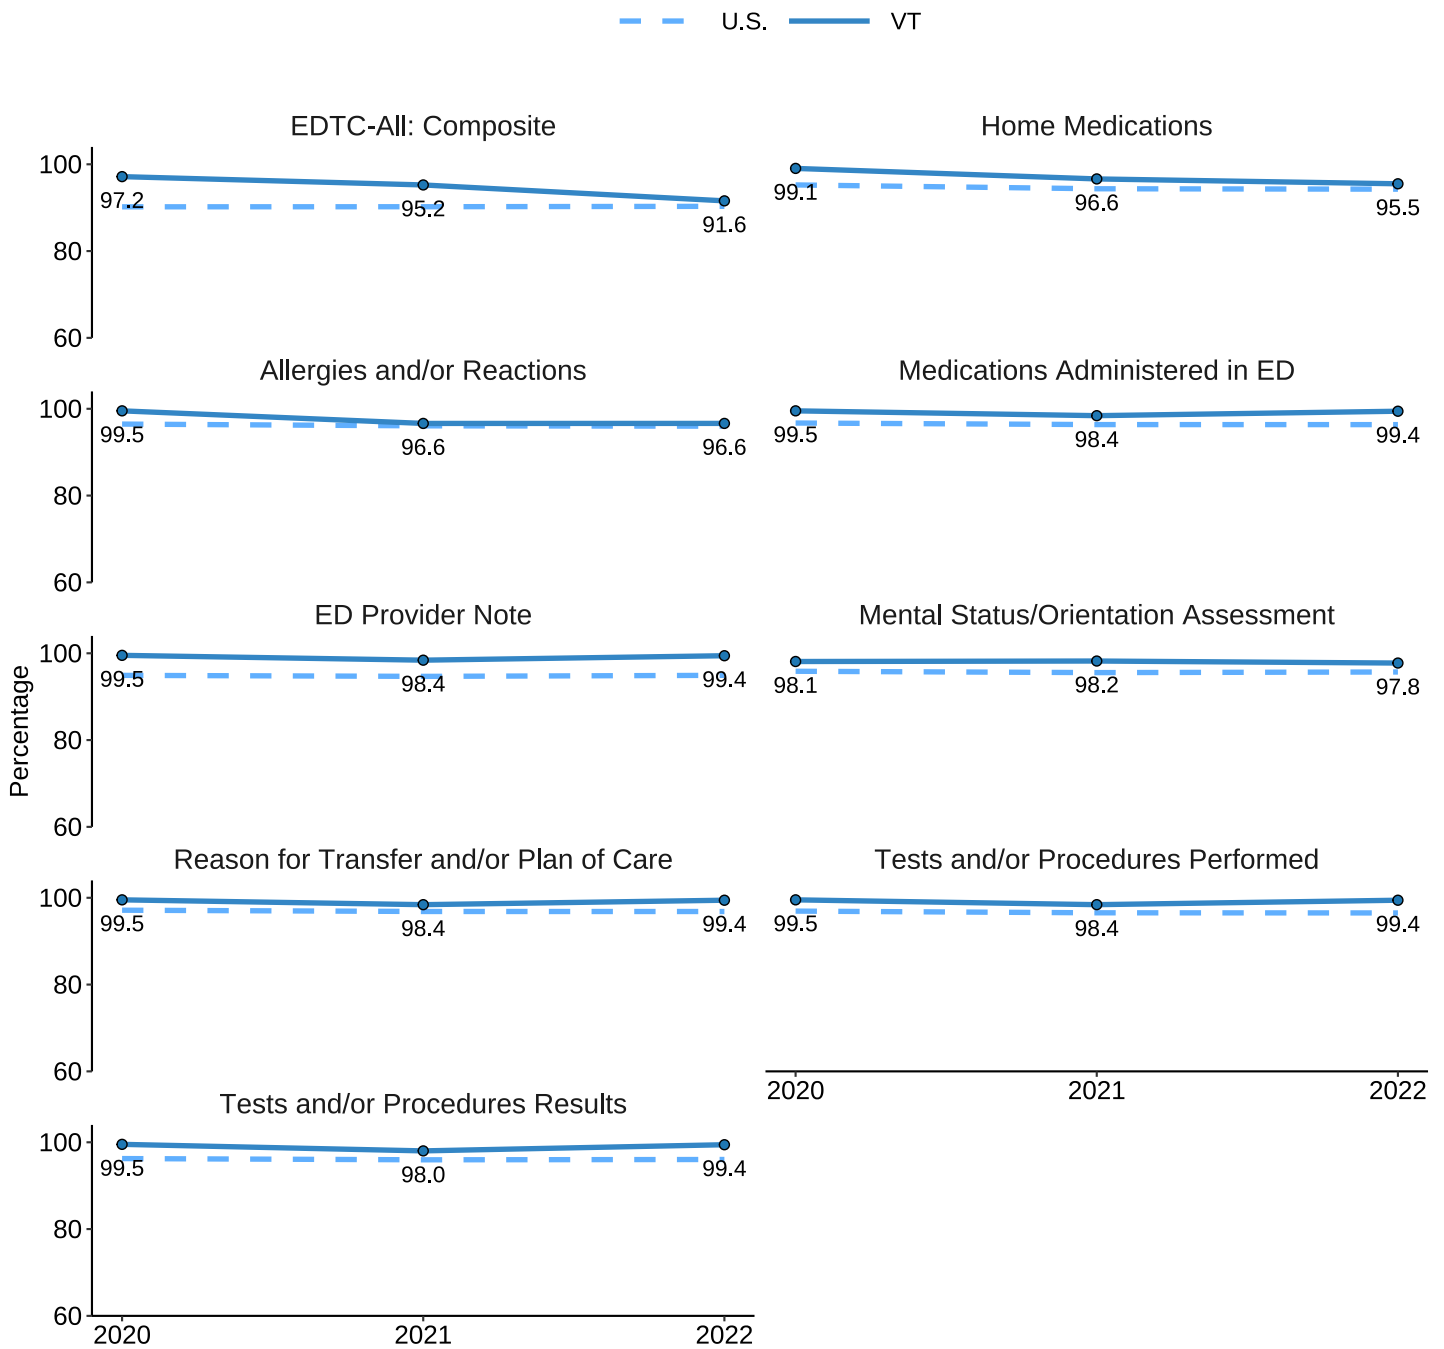 U.S. VT
EDTC-All: Composite
100
80
60
97.2 95.2 91.6
Home Medications
99.1 96.6 95.5
Allergies and/or Reactions
100
80
60
99.5 96.6 96.6
Medications Administered in ED
99.5 98.4 99.4
Percentage
ED Provider Note
100
80
60
99.5 98.4 99.4
Mental Status/Orientation Assessment
98.1 98.2 97.8
Reason for Transfer and/or Plan of Care
100
80
60
99.5 98.4 99.4
Tests and/or Procedures Performed
99.5 98.4 99.4
2020 2021 2022
Tests and/or Procedures Results
100
80
60
99.5 98.0 99.4
2020 2021 2022